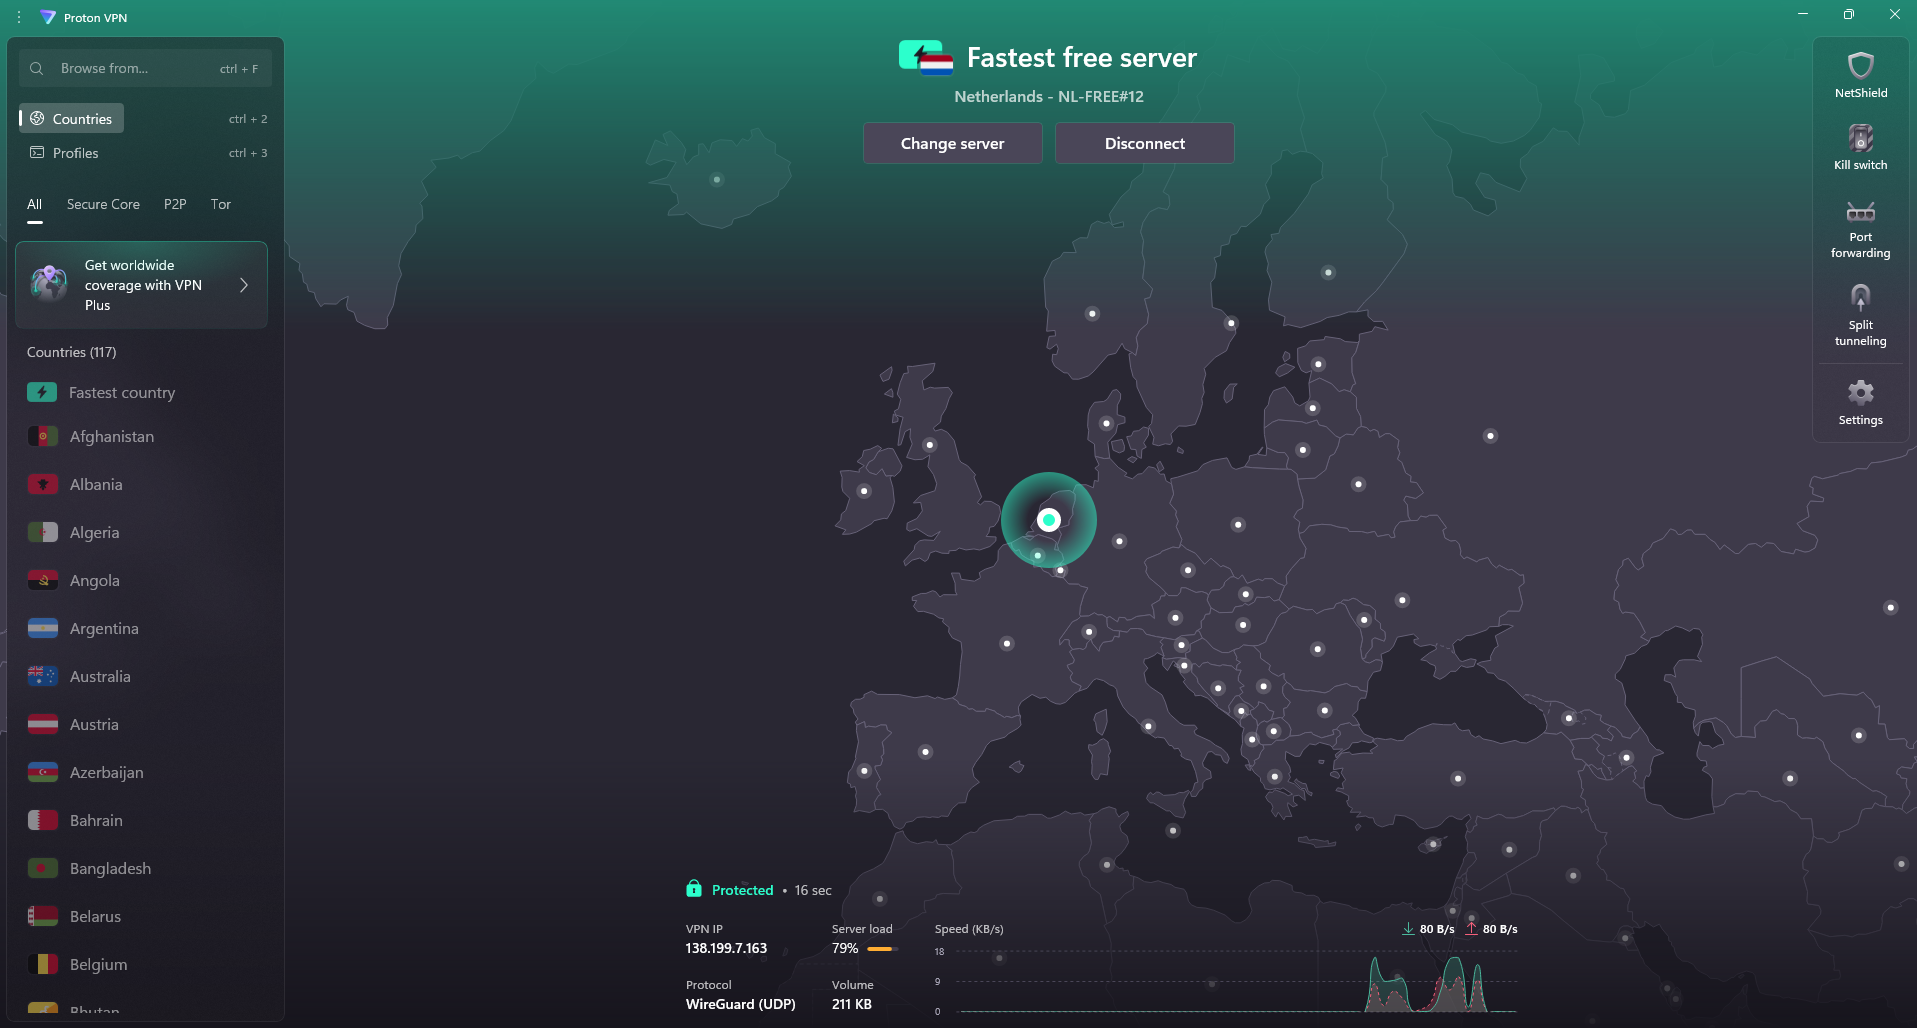 Proton VPN
Browse from...
ctrl + F
Countries
ctrl + 2
Profiles
ctrl + 3
All
Secure Core
P2P
Tor
Get worldwide
coverage with VPN
Plus
Countries (117)
Fastest country
Afghanistan
Albania
Algeria
Angola
Argentina
Australia
Austria
Azerbaijan
Bahrain
Bangladesh
Belarus
Belgium
Bhutan
Fastest free server
Netherlands - NL-FREE#12
Change server
Disconnect
NetShield
Kill switch
Port
forwarding
Split
tunneling
Settings
Protected • 16 sec
VPN IP
138.199.7.163
Server load
79%
Protocol
WireGuard (UDP)
Volume
211 KB
Speed (KB/s)
80 B/s
80 B/s
18
9
0